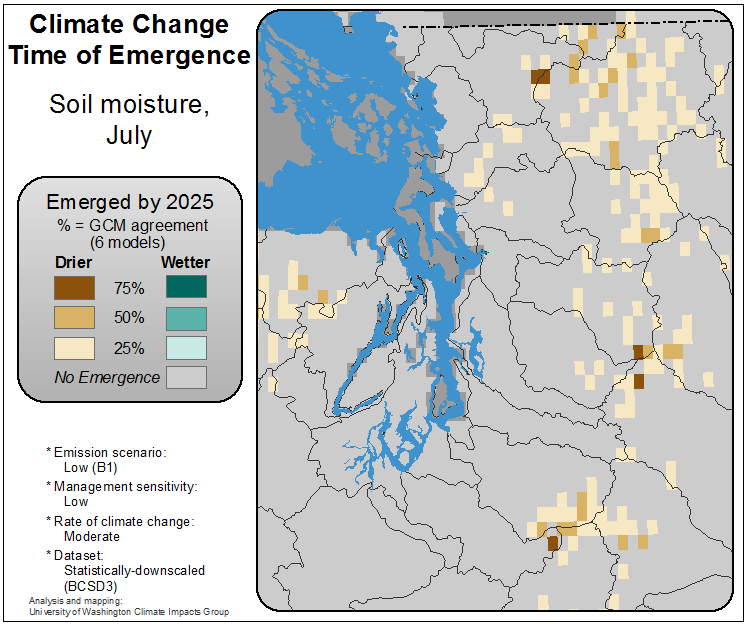 Climate Change
Time of Emergence
Soil moisture,
July
Emerged by 2025
% = GCM agreement
(6 models)
Drier Wetter
75%
50%
25%
No Emergence
* Emission scenario:
Low (B1)
* Management sensitivity:
Low
* Rate of climate change:
Moderate
* Dataset:
Statistically-downscaled
(BCSD3)
Analysis and mapping:
University of Washington Climate Impacts Group